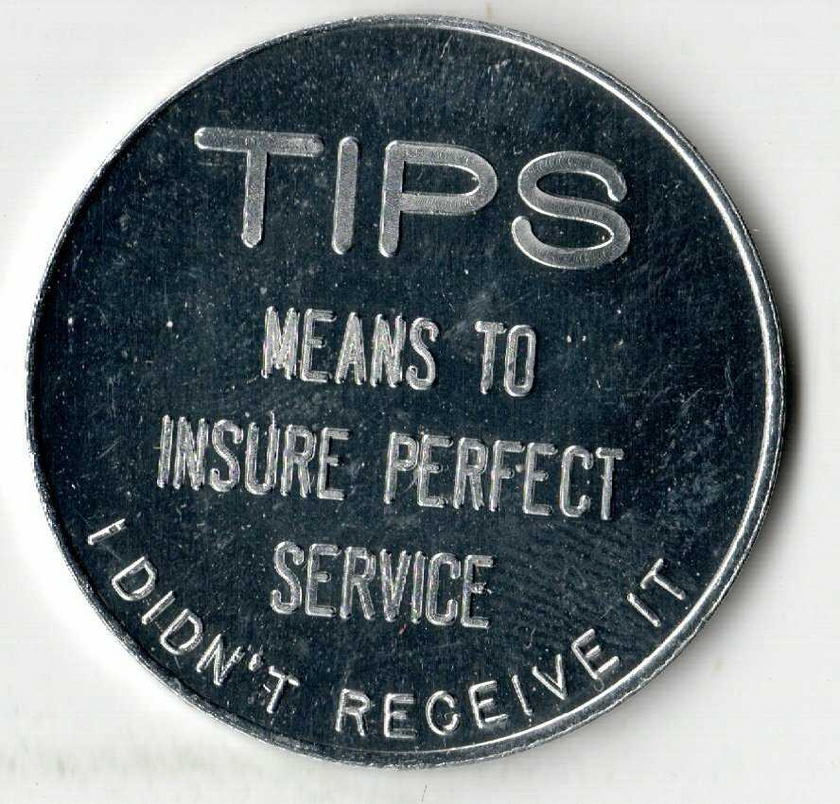 TIPS
MEANS TO
INSURE PERFECT
SERVICE
I DIDN'T RECEIVE IT